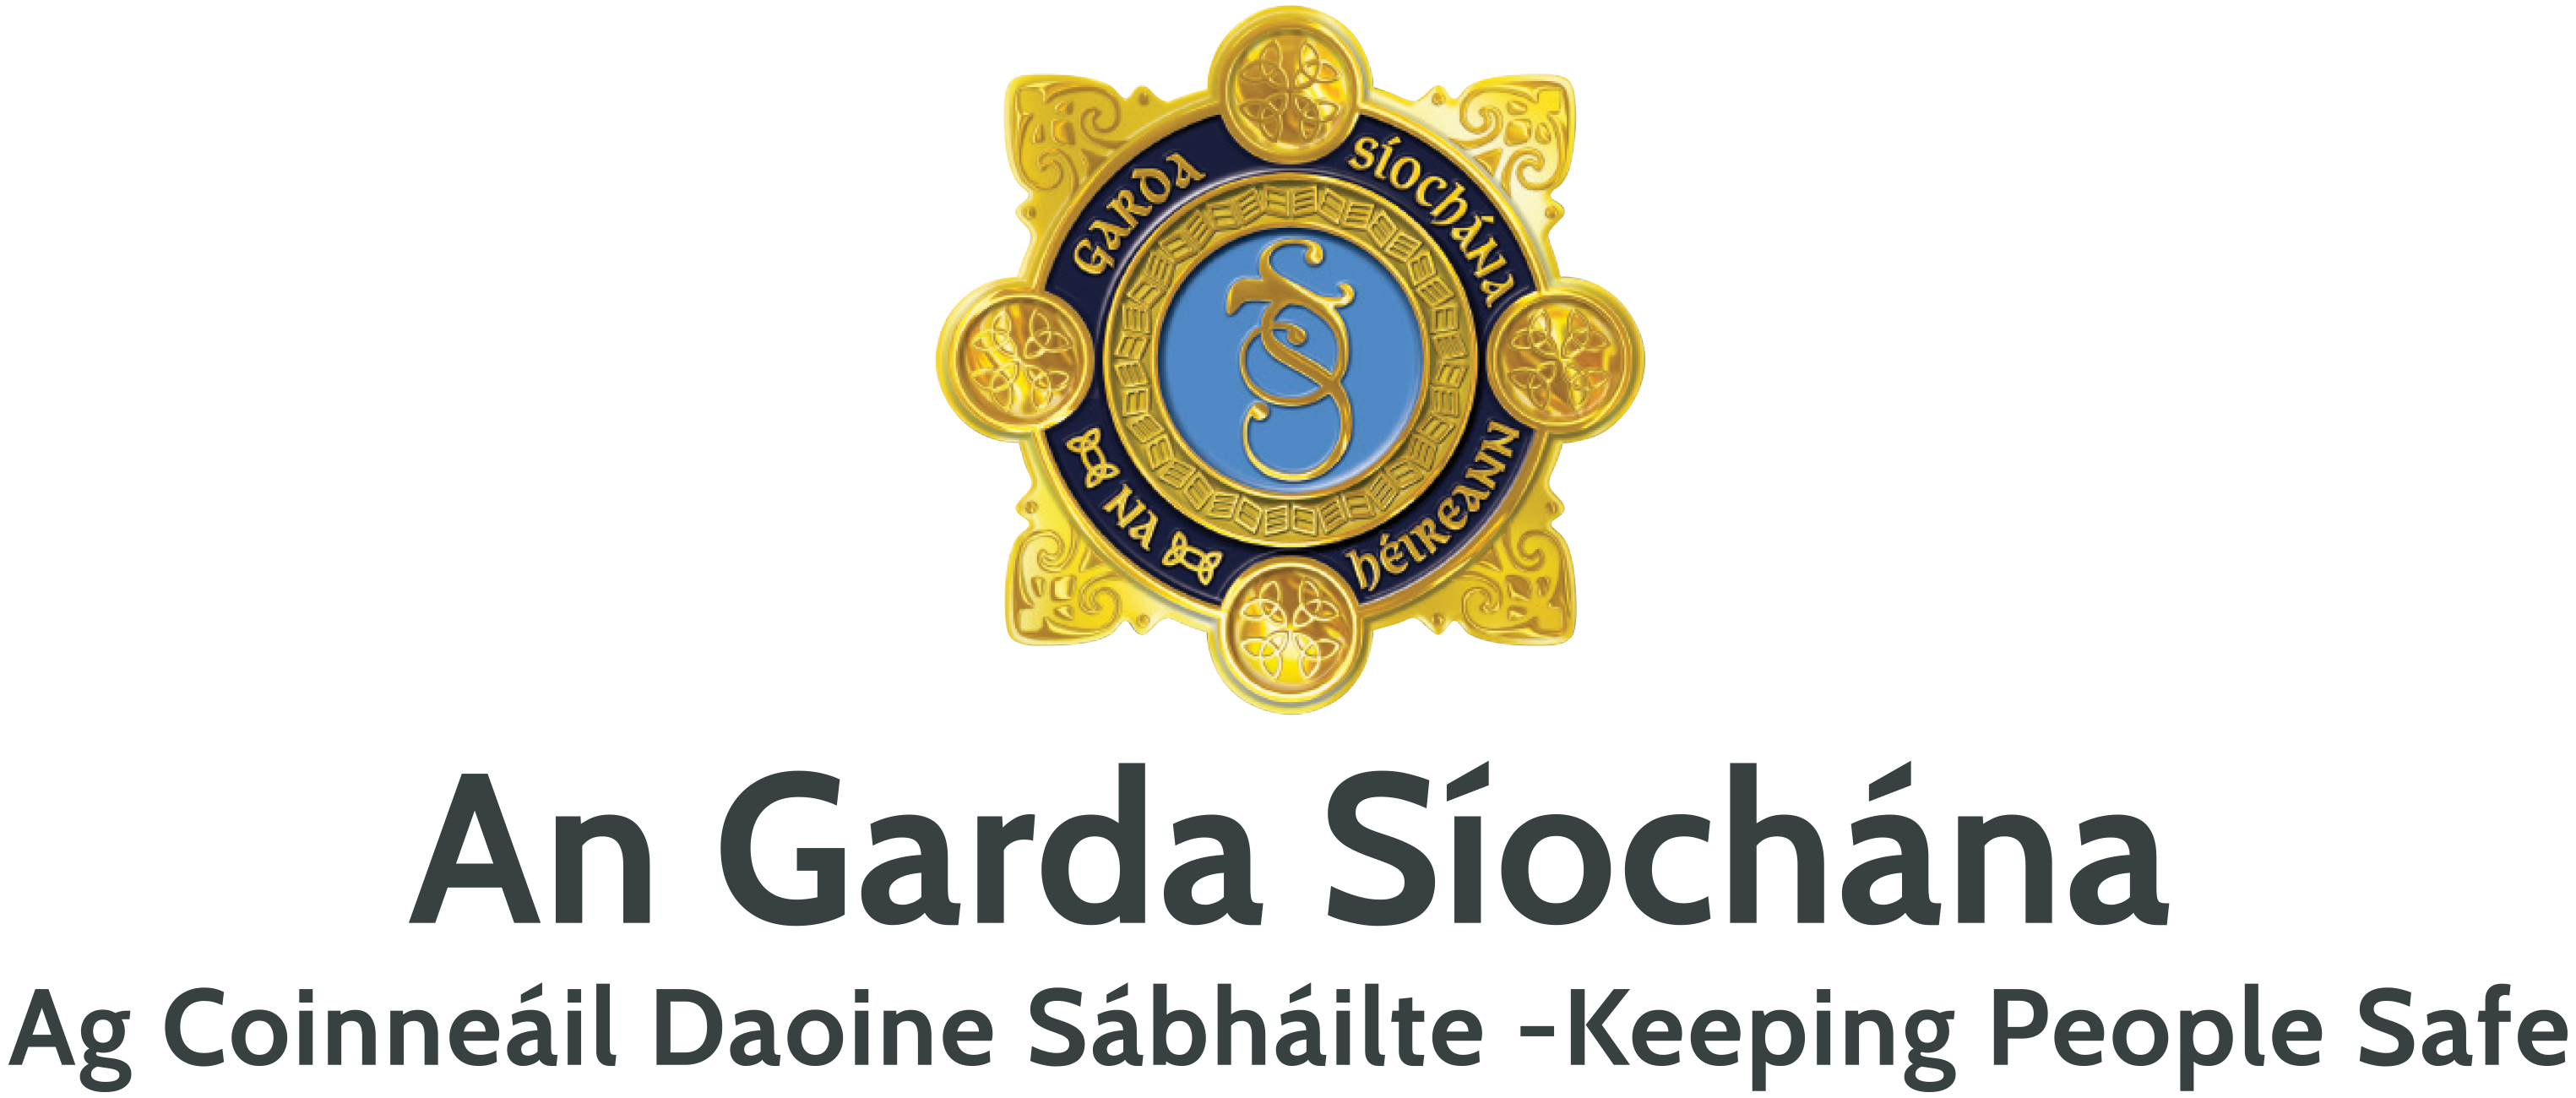 GARDA SÍOCHÁNA
NA HÉIREANN
An Garda Síochána
Ag Coinneáil Daoine Sábháilte -Keeping People Safe